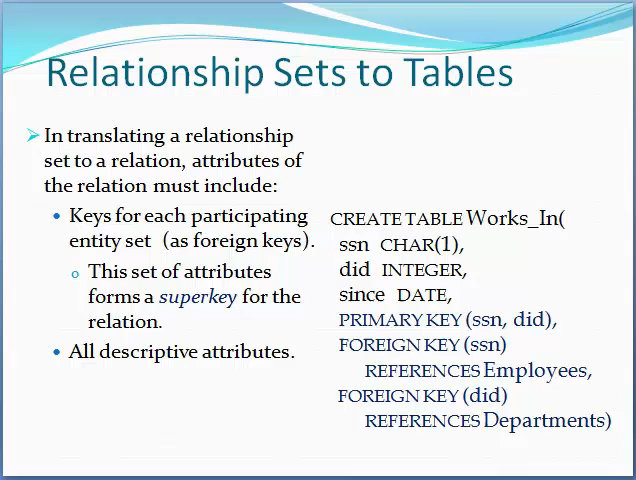 Relationship Sets to Tables
In translating a relationship
set to a relation, attributes of
the relation must include:
Keys for each participating
entity set (as foreign keys).
This set of attributes
forms a superkey for the
relation.
All descriptive attributes.
CREATE TABLE Works_In(
ssn CHAR(1),
did INTEGER,
since DATE,
PRIMARY KEY (ssn, did),
FOREIGN KEY (ssn)
REFERENCES Employees,
FOREIGN KEY (did)
REFERENCES Departments)